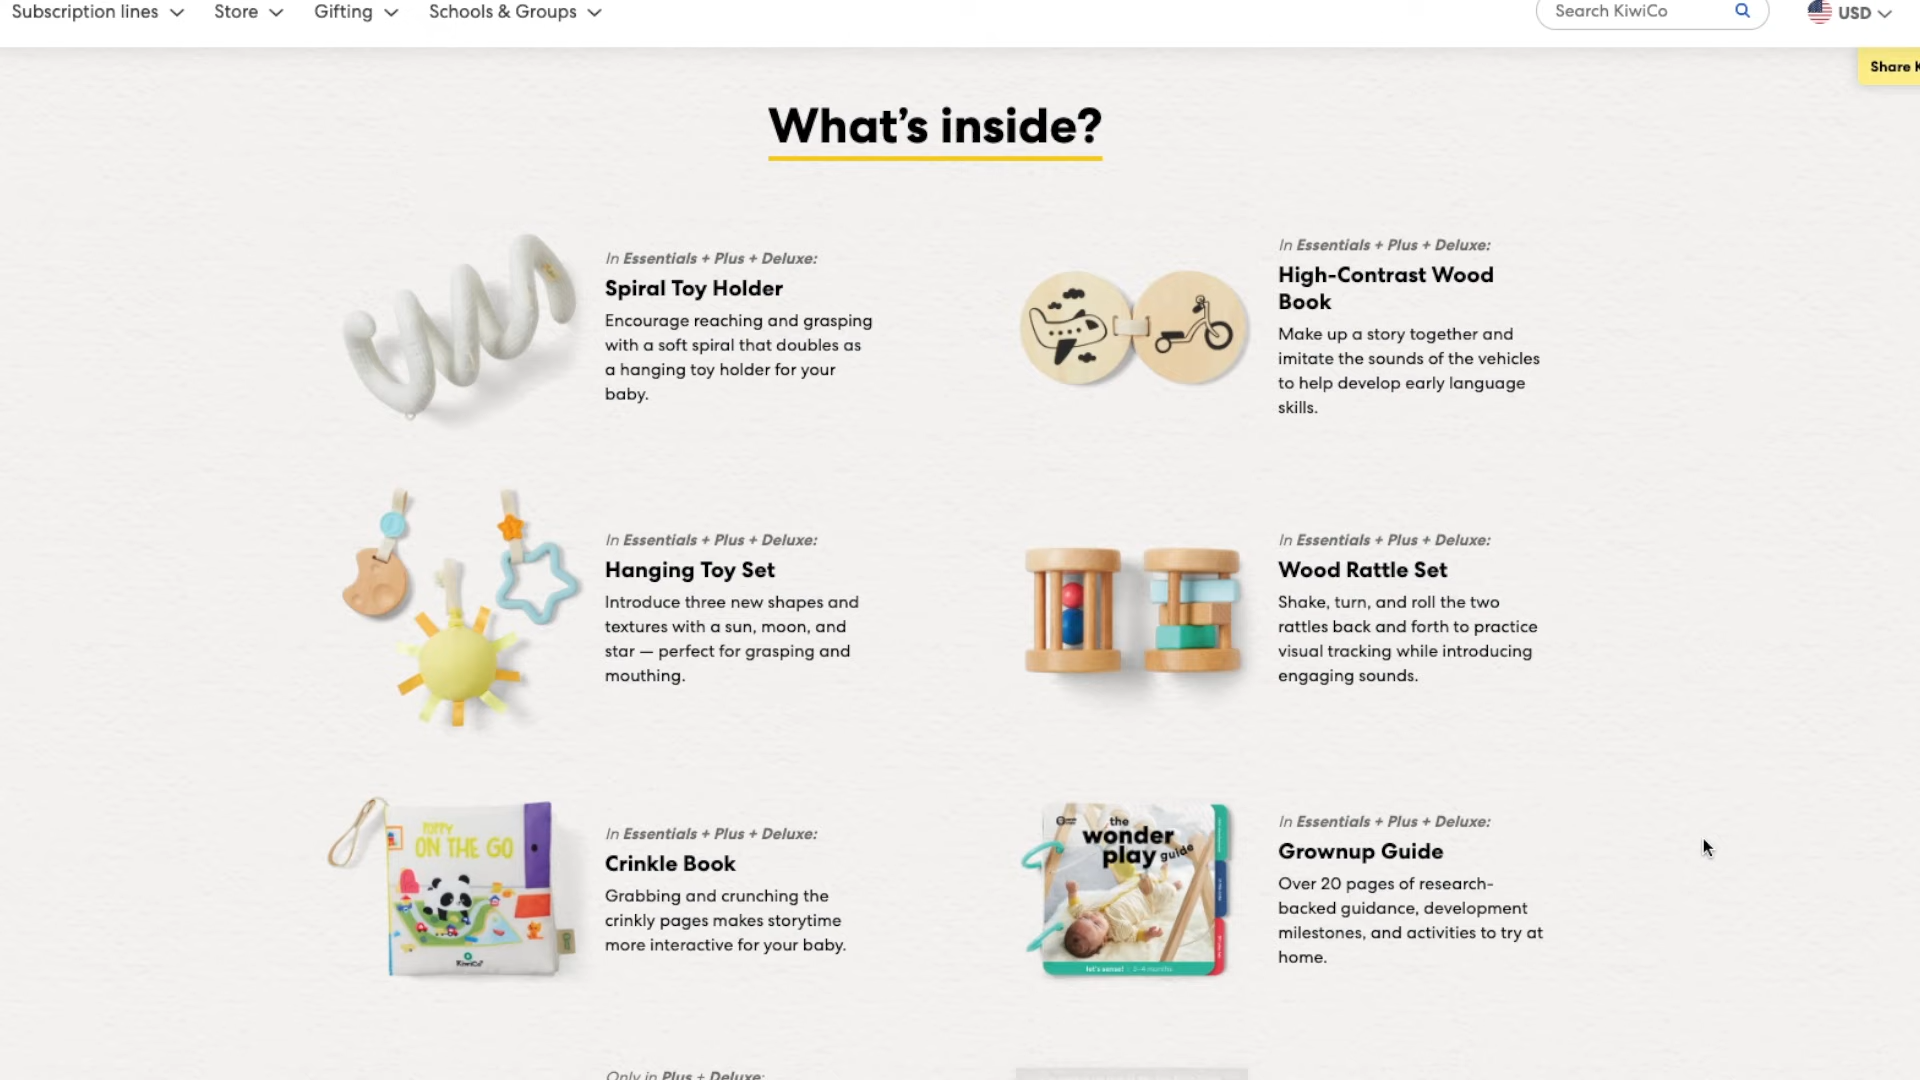 Subscription lines
Store
Gifting
Schools & Groups
Search KiwiCo
USD
Share
What's inside?
In Essentials + Plus + Deluxe:
Spiral Toy Holder
Encourage reaching and grasping
with a soft spiral that doubles as
a hanging toy holder for your
baby.
In Essentials + Plus + Deluxe:
High-Contrast Wood
Book
Make up a story together and
imitate the sounds of the vehicles
to help develop early language
skills.
In Essentials + Plus + Deluxe:
Hanging Toy Set
Introduce three new shapes and
textures with a sun, moon, and
star — perfect for grasping and
mouthing.
In Essentials + Plus + Deluxe:
Wood Rattle Set
Shake, turn, and roll the two
rattles back and forth to practice
visual tracking while introducing
engaging sounds.
POPPY
ON THE GO
KiwiCo
In Essentials + Plus + Deluxe:
Crinkle Book
Grabbing and crunching the
crinkly pages makes storytime
more interactive for your baby.
the
wonder
play guide
let's sense!
In Essentials + Plus + Deluxe:
Grownup Guide
Over 20 pages of research-
backed guidance, development
milestones, and activities to try at
home.
Only in Plus + Deluxe: